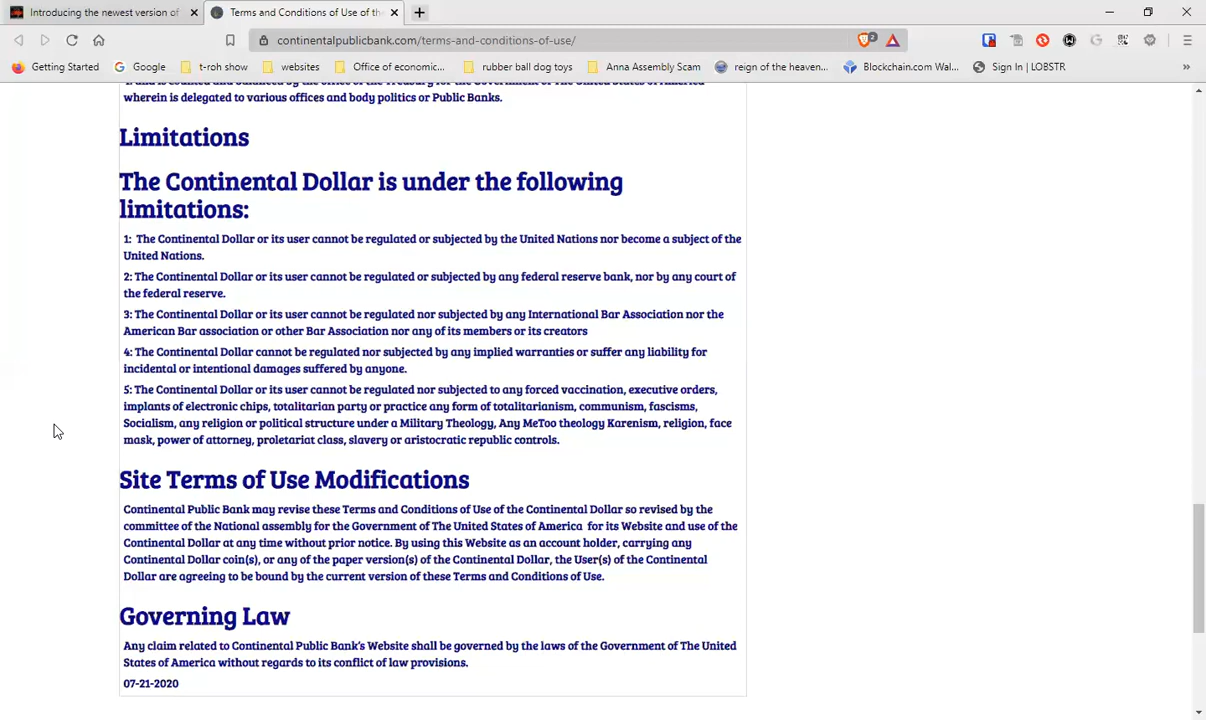 Introducing the newest version of
Terms and Conditions of Use of the
continentalpublicbank.com/terms-and-conditions-of-use/
2
Getting Started
Google
t-roh show
websites
Office of economic...
rubber ball dog toys
Anna Assembly Scam
reign of the heaven...
Blockchain.com Wal...
Sign In | LOBSTR
»
wherein is delegated to various offices and body politics or Public Banks.
Limitations
The Continental Dollar is under the following
limitations:
1:  The Continental Dollar or its user cannot be regulated or subjected by the United Nations nor become a subject of the
United Nations.
2: The Continental Dollar or its user cannot be regulated or subjected by any federal reserve bank, nor by any court of
the federal reserve.
3: The Continental Dollar or its user cannot be regulated nor subjected by any International Bar Association nor the
American Bar association or other Bar Association nor any of its members or its creators
4: The Continental Dollar cannot be regulated nor subjected by any implied warranties or suffer any liability for
incidental or intentional damages suffered by anyone.
5: The Continental Dollar or its user cannot be regulated nor subjected to any forced vaccination, executive orders,
implants of electronic chips, totalitarian party or practice any form of totalitarianism, communism, fascisms,
Socialism, any religion or political structure under a Military Theology, Any MeToo theology Karenism, religion, face
mask, power of attorney, proletariat class, slavery or aristocratic republic controls.
Site Terms of Use Modifications
Continental Public Bank may revise these Terms and Conditions of Use of the Continental Dollar so revised by the
committee of the National assembly for the Government of The United States of America  for its Website and use of the
Continental Dollar at any time without prior notice. By using this Website as an account holder, carrying any
Continental Dollar coin(s), or any of the paper version(s) of the Continental Dollar, the User(s) of the Continental
Dollar are agreeing to be bound by the current version of these Terms and Conditions of Use.
Governing Law
Any claim related to Continental Public Bank's Website shall be governed by the laws of the Government of The United
States of America without regards to its conflict of law provisions.
07-21-2020